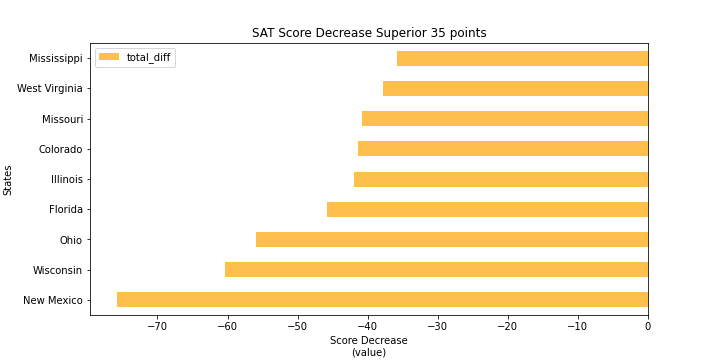 SAT Score Decrease Superior 35 points
total_diff
States
Mississippi
West Virginia
Missouri
Colorado
Illinois
Florida
Ohio
Wisconsin
New Mexico
−70 −60 −50 −40 −30 −20 −10 0
Score Decrease
(value)